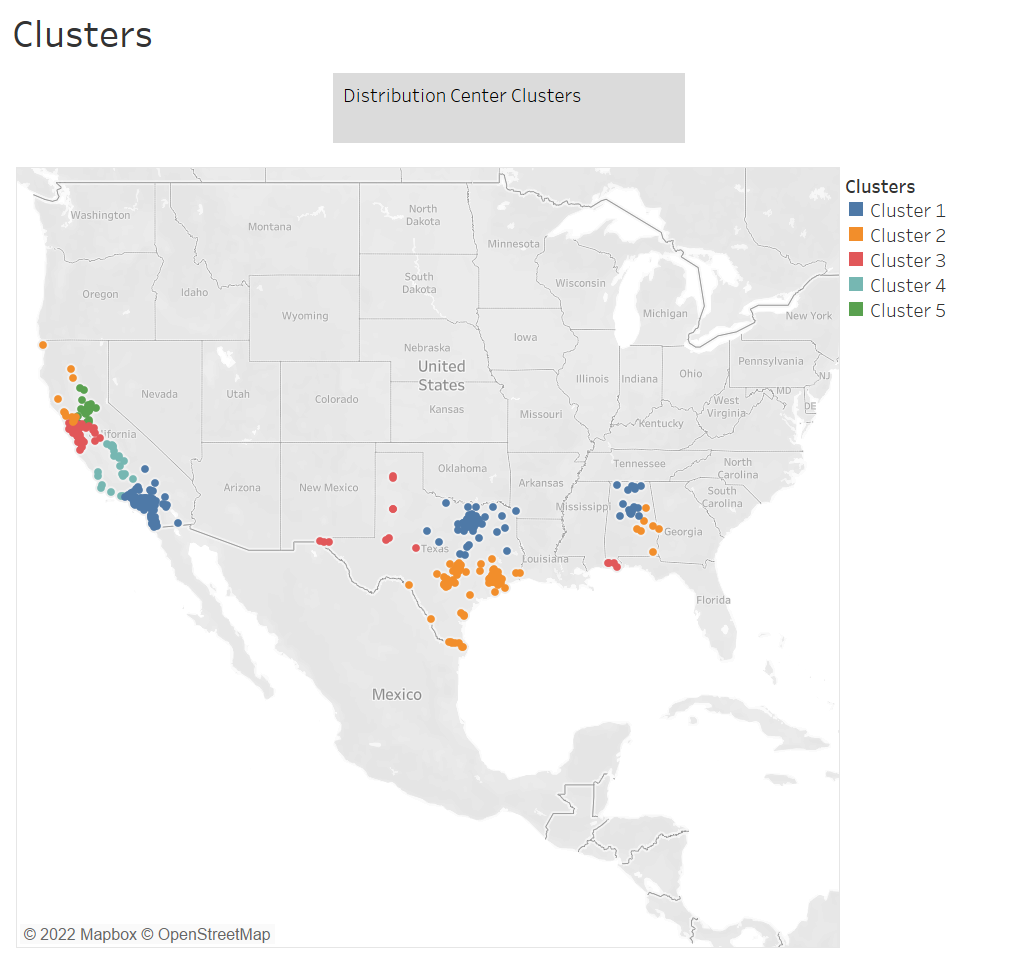 Clusters
Distribution Center Clusters
Clusters
Cluster 1
Cluster 2
Cluster 3
Cluster 4
Cluster 5
Washington
Montana
North
Dakota
Minnesota
Oregon
Idaho
South
Dakota
Wisconsin
Wyoming
Michigan
New York
Iowa
Nebraska
United
States
Pennsylvania
NJ
Nevada
Utah
Colorado
Kansas
Illinois
Indiana
Ohio
MD
West
Virginia
DE
Missouri
Kentucky
ifornia
Tennessee
North
Carolina
Arizona
New Mexico
Oklahoma
Arkansas
South
Carolina
Mississippi
Georgia
Texas
Louisiana
Florida
Mexico
© 2022 Mapbox © OpenStreetMap